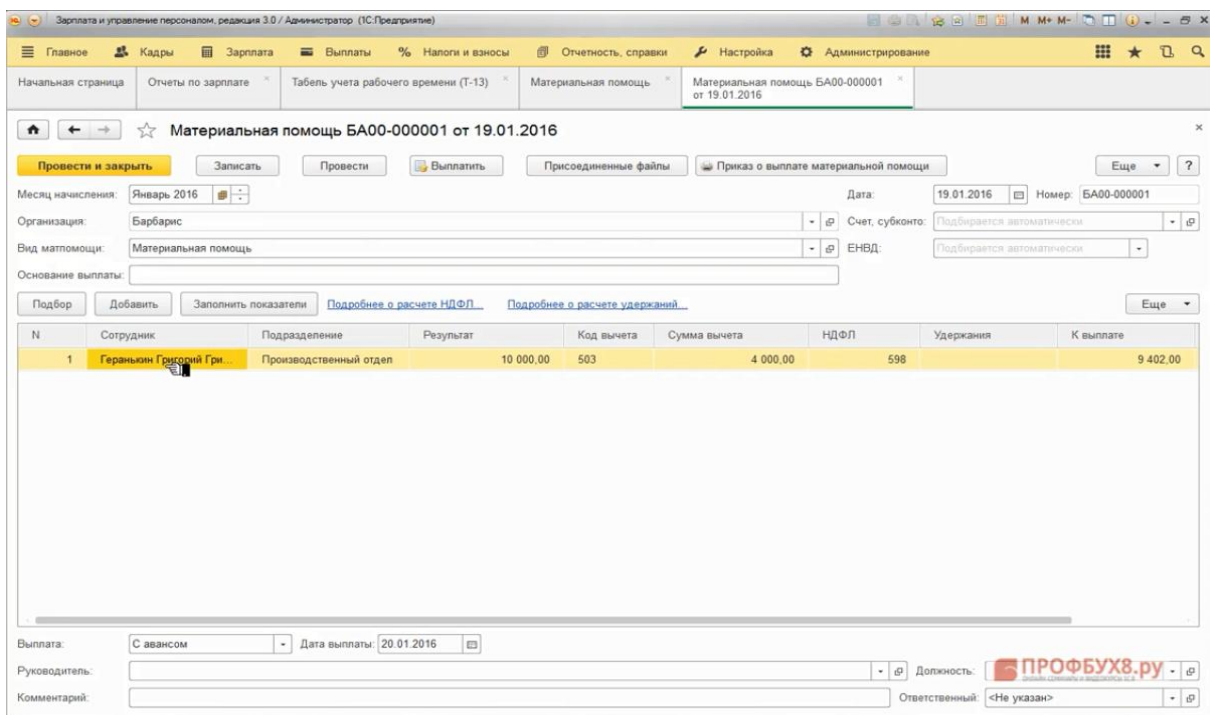 Зарплата и управление персоналом, редакция 3.0 / Администратор (1С:Предприятие) M M+ M-
Главное Кадры Зарплата Выплаты % Налоги и взносы Отчетность, справки Настройка Администрирование
Начальная страница Отчеты по зарплате × Табель учета рабочего времени (Т-13) × Материальная помощь × Материальная помощь БА00-000001 ×
от 19.01.2016
Материальная помощь БА00-000001 от 19.01.2016 ×
Провести и закрыть Записать Провести Выплатить Присоединенные файлы Приказ о выплате материальной помощи Еще ?
Месяц начисления: Январь 2016 Дата: 19.01.2016 Номер: БА00-000001
Организация: Барбарис Счет, субконто: Подбирается автоматически
Вид матпомощи: Материальная помощь ЕНВД: Подбирается автоматически
Основание выплаты:
Подбор Добавить Заполнить показатели Подробнее о расчете НДФЛ... Подробнее о расчете удержаний... Еще
N Сотрудник Подразделение Результат Код вычета Сумма вычета НДФЛ Удержания К выплате
1 Геранькин Григорий Гри... Производственный отдел 10 000,00 503 4 000,00 598 9 402,00
Выплата: С авансом Дата выплаты: 20.01.2016
Руководитель: Должность: ПРОФБУХ8.ру
Комментарий: Ответственный: <Не указан>